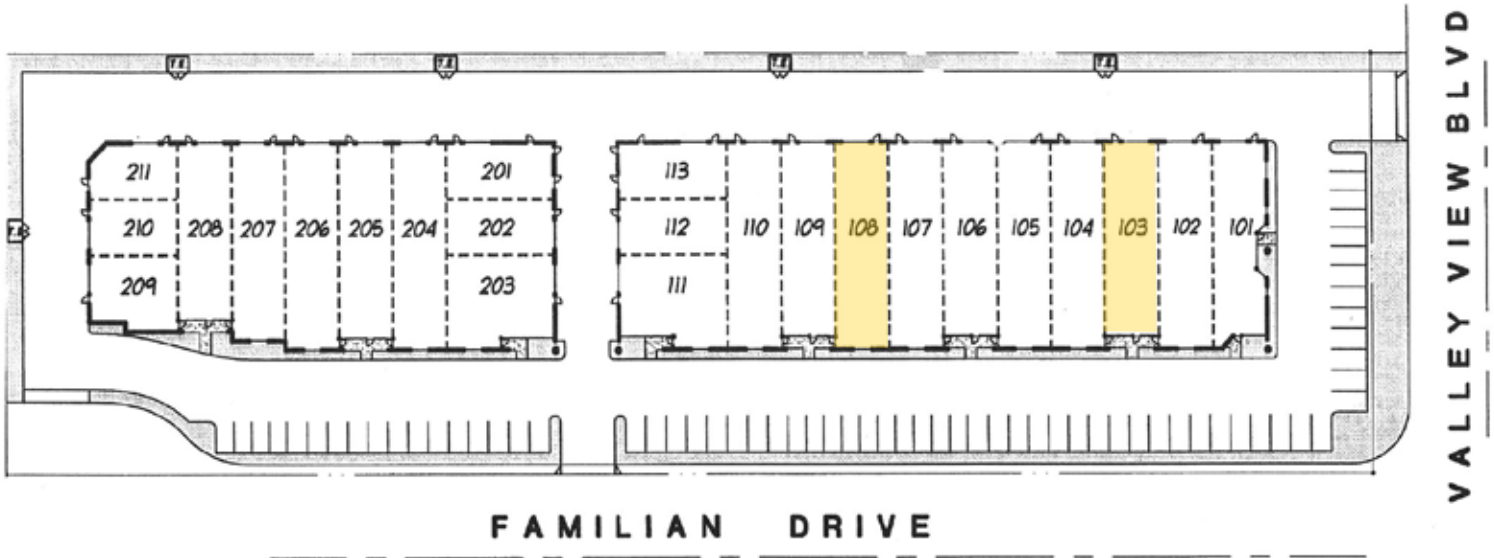 T.E T.E T.E T.E
VALLEY VIEW BLVD
211 201 113
210 208 207 206 205 204 202 112 110 109 108 107 106 105 104 103 102 101
T.E
209 203 111
FAMILIAN DRIVE